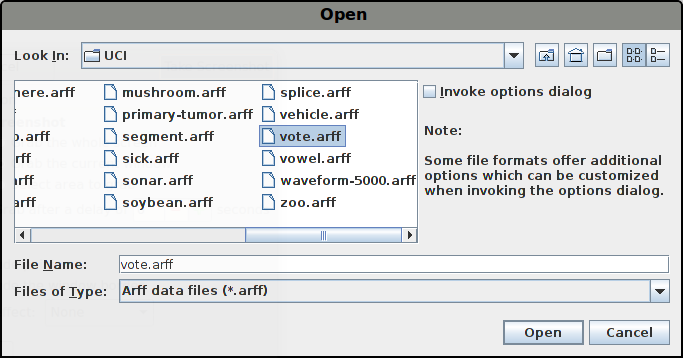 Open
Look In: UCI
here.arff mushroom.arff splice.arff
primary-tumor.arff vehicle.arff
o.arff segment.arff vote.arff
rff sick.arff vowel.arff
rff sonar.arff waveform-5000.arff
rff soybean.arff zoo.arff
Invoke options dialog
Note:
Some file formats offer additional
options which can be customized
when invoking the options dialog.
File Name: vote.arff
Files of Type: Arff data files (*.arff)
Open Cancel